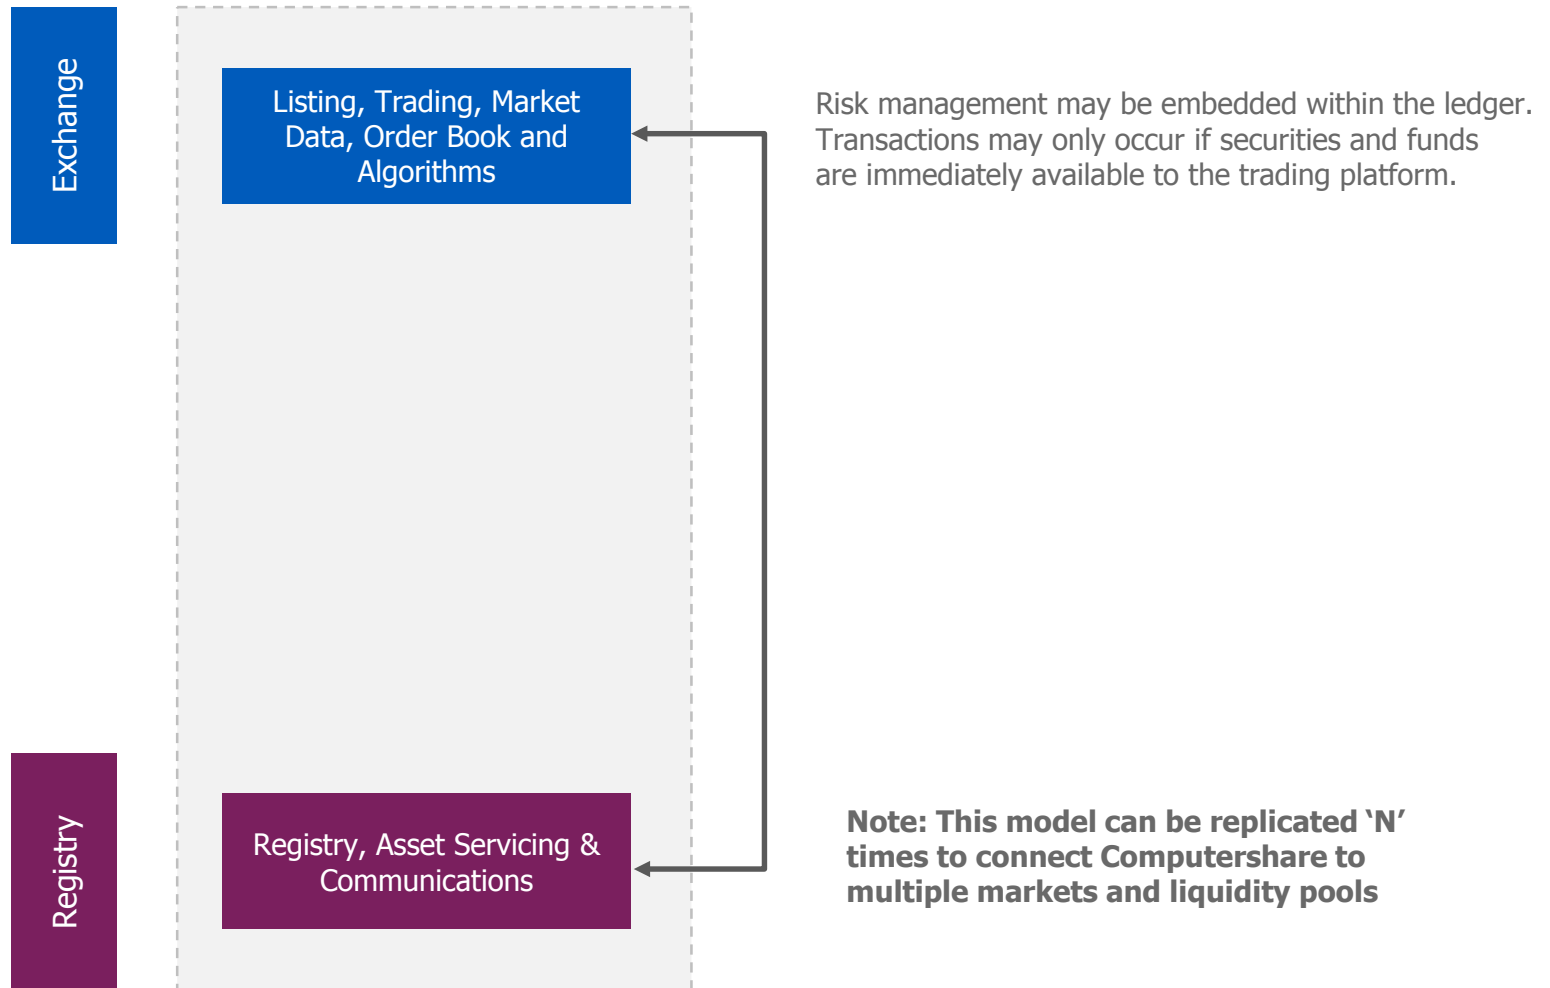 Exchange
Listing, Trading, Market
Data, Order Book and
Algorithms
Risk management may be embedded within the ledger.
Transactions may only occur if securities and funds
are immediately available to the trading platform.
Registry
Registry, Asset Servicing &
Communications
Note: This model can be replicated ‘N’
times to connect Computershare to
multiple markets and liquidity pools